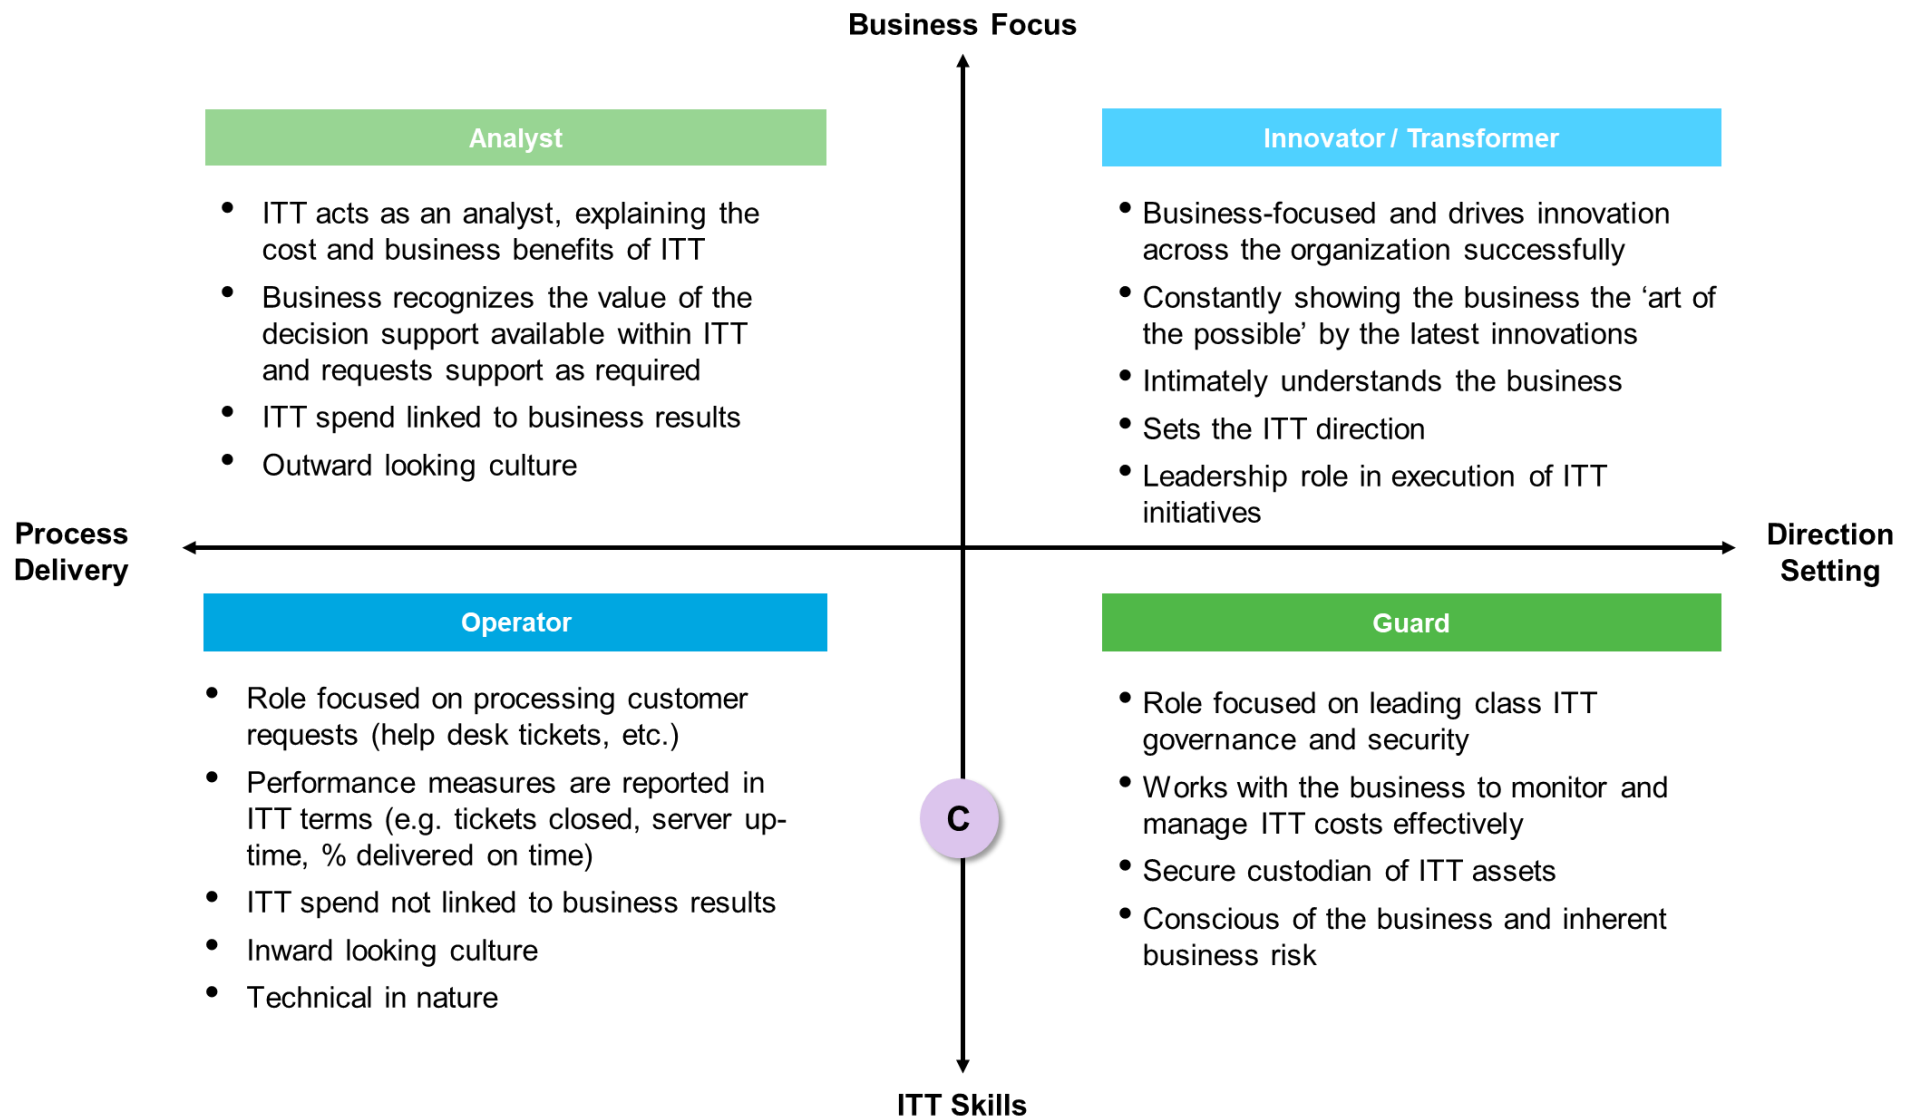 Business Focus
Analyst
• ITT acts as an analyst, explaining the
cost and business benefits of ITT
• Business recognizes the value of the
decision support available within ITT
and requests support as required
• ITT spend linked to business results
• Outward looking culture
Innovator / Transformer
• Business-focused and drives innovation
across the organization successfully
• Constantly showing the business the ‘art of
the possible’ by the latest innovations
• Intimately understands the business
• Sets the ITT direction
• Leadership role in execution of ITT
initiatives
Process
Delivery
Direction
Setting
Operator
• Role focused on processing customer
requests (help desk tickets, etc.)
• Performance measures are reported in
ITT terms (e.g. tickets closed, server up-
time, % delivered on time)
• ITT spend not linked to business results
• Inward looking culture
• Technical in nature
C
Guard
• Role focused on leading class ITT
governance and security
• Works with the business to monitor and
manage ITT costs effectively
• Secure custodian of ITT assets
• Conscious of the business and inherent
business risk
ITT Skills